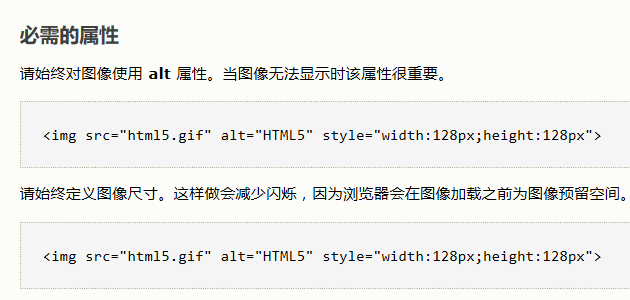 必需的属性
请始终对图像使用 alt 属性。当图像无法显示时该属性很重要。
<img src="html5.gif" alt="HTML5" style="width:128px;height:128px">
请始终定义图像尺寸。这样做会减少闪烁，因为浏览器会在图像加载之前为图像预留空间。
<img src="html5.gif" alt="HTML5" style="width:128px;height:128px">